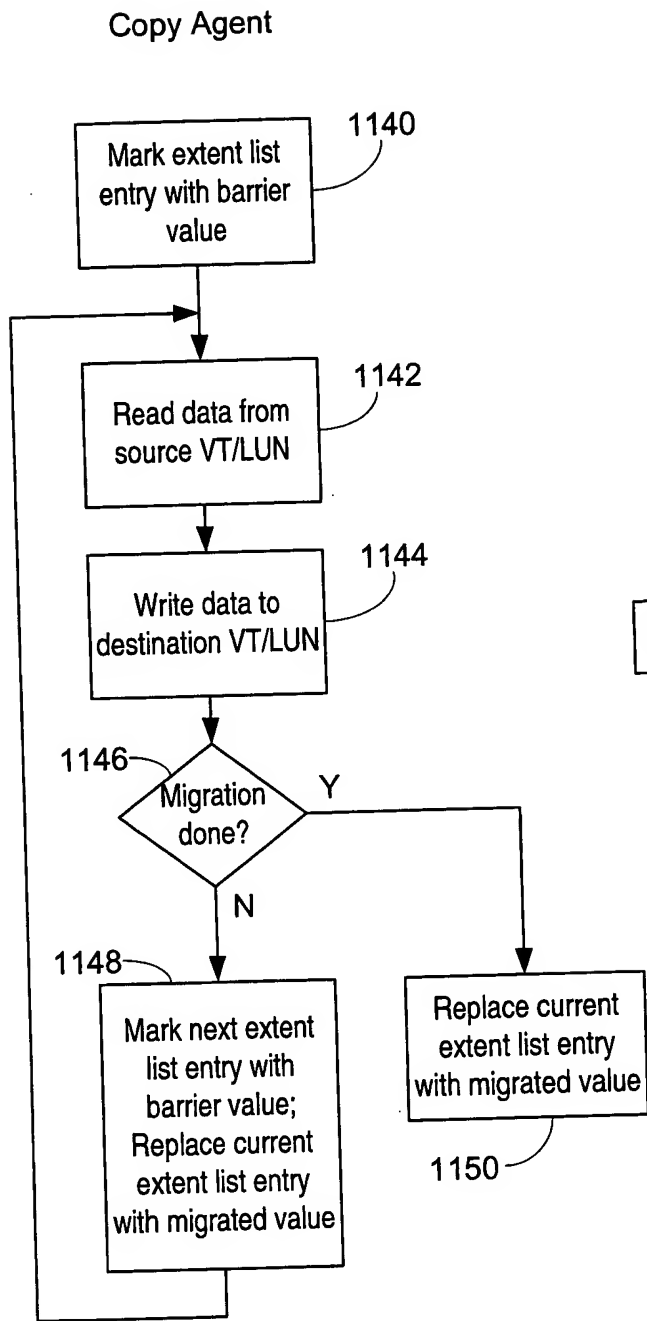 Copy Agent
1140
Mark extent list
entry with barrier
value
1142
Read data from
source VT/LUN
1144
Write data to
destination VT/LUN
1146
Migration
done?
Y
N
1148
Mark next extent
list entry with
barrier value;
Replace current
extent list entry
with migrated value
Replace current
extent list entry
with migrated value
1150